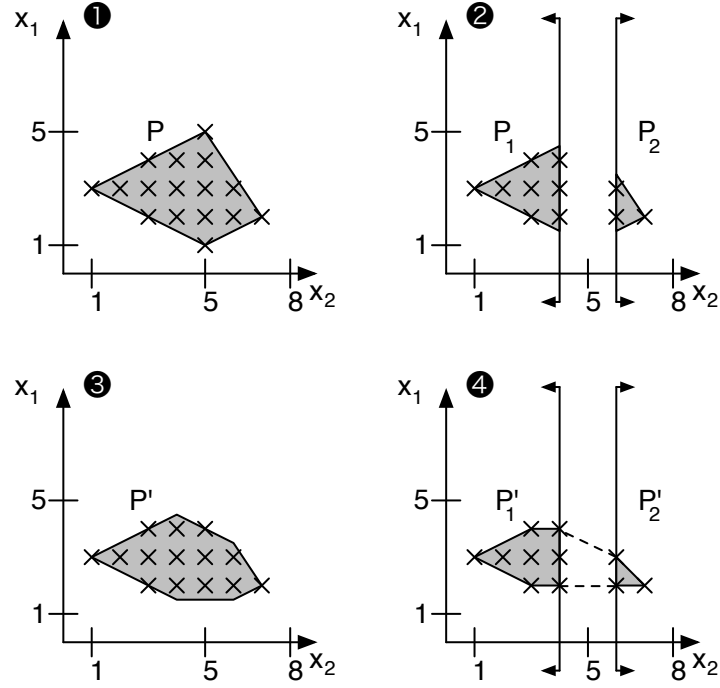 x₁ ❶
5
P
1
1 5 8 x₂
x₁ ❷
5
P₁ P₂
1
1 5 8 x₂
x₁ ❸
5
P'
1
1 5 8 x₂
x₁ ❹
5
P'₁ P'₂
1
1 5 8 x₂